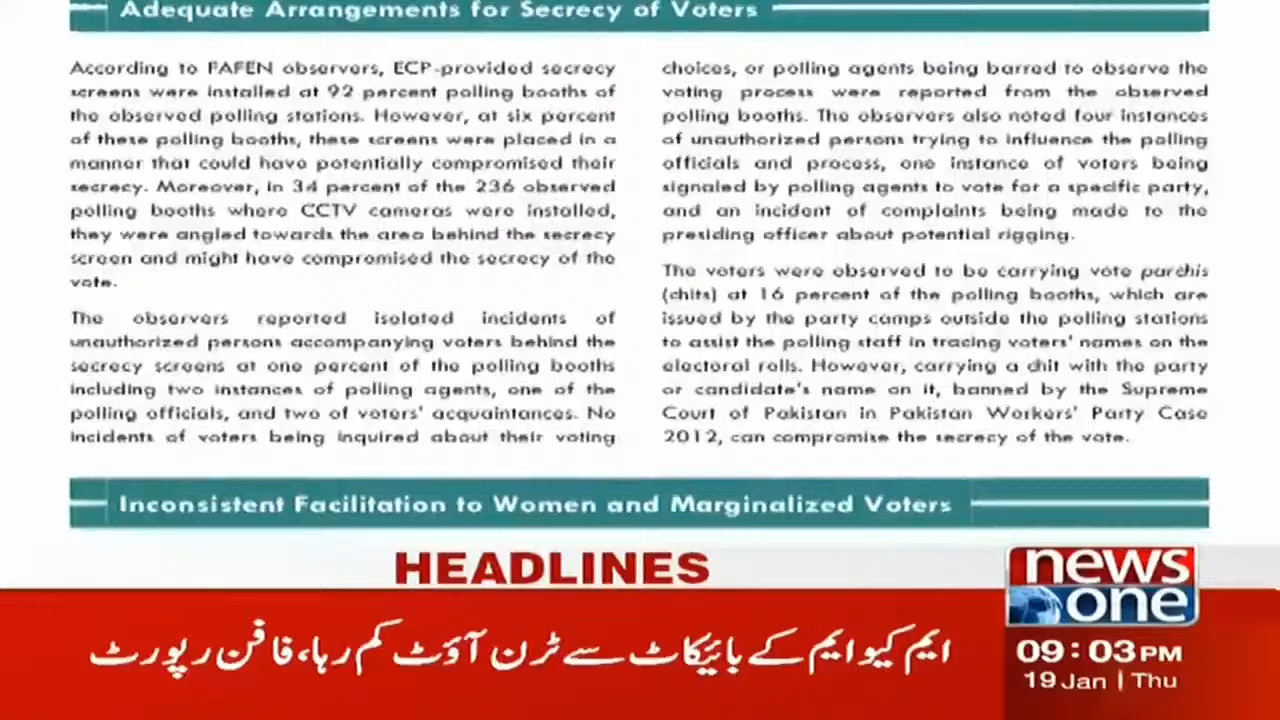 Adequate Arrangements for Secrecy of Voters
According to FAFEN observers, ECP-provided secrecy
screens were installed at 92 percent polling booths of
the observed polling stations. However, at six percent
of these polling booths, these screens were placed in a
manner that could have potentially compromised their
secrecy. Moreover, in 34 percent of the 236 observed
polling booths where CCTV cameras were installed,
they were angled towards the area behind the secrecy
screen and might have compromised the secrecy of the
vote.
The observers reported isolated incidents of
unauthorized persons accompanying voters behind the
secrecy screens at one percent of the polling booths
including two instances of polling agents, one of the
polling officials, and two of voters' acquaintances. No
incidents of voters being inquired about their voting
choices, or polling agents being barred to observe the
voting process were reported from the observed
polling booths. The observers also noted four instances
of unauthorized persons trying to influence the polling
officials and process, one instance of voters being
signaled by polling agents to vote for a specific party,
and an incident of complaints being made to the
presiding officer about potential rigging.
The voters were observed to be carrying vote parchis
(chits) at 16 percent of the polling booths, which are
issued by the party camps outside the polling stations
to assist the polling staff in tracing voters' names on the
electoral rolls. However, carrying a chit with the party
or candidate's name on it, banned by the Supreme
Court of Pakistan in Pakistan Workers' Party Case
2012, can compromise the secrecy of the vote.
Inconsistent Facilitation to Women and Marginalized Voters
HEADLINES
news
one
ایم کیو ایم کے بائیکاٹ سے ٹرن آؤٹ کم رہا، فافن رپورٹ
09:03 PM
19 Jan | Thu